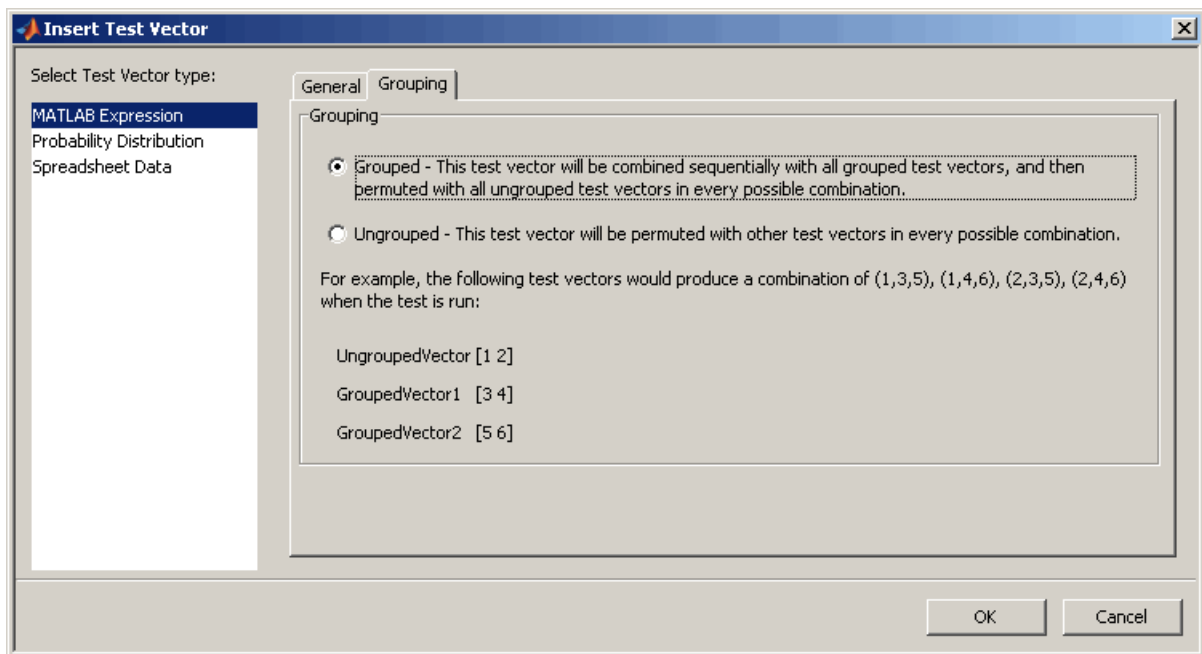 Insert Test Vector
Select Test Vector type:
MATLAB Expression
Probability Distribution
Spreadsheet Data
General
Grouping
Grouping
Grouped - This test vector will be combined sequentially with all grouped test vectors, and then
permuted with all ungrouped test vectors in every possible combination.
Ungrouped - This test vector will be permuted with other test vectors in every possible combination.
For example, the following test vectors would produce a combination of (1,3,5), (1,4,6), (2,3,5), (2,4,6)
when the test is run:
UngroupedVector [1 2]
GroupedVector1 [3 4]
GroupedVector2 [5 6]
OK
Cancel